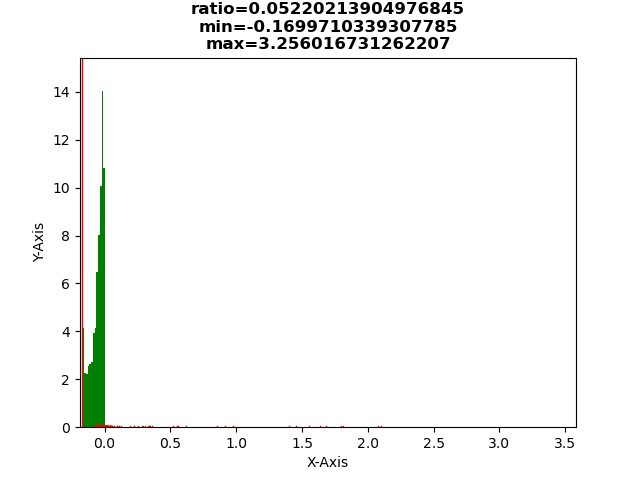 ratio=0.05220213904976845
min=-0.1699710339307785
max=3.256016731262207
14
12
10
8
6
4
2
0
Y-Axis
0.0 0.5 1.0 1.5 2.0 2.5 3.0 3.5
X-Axis